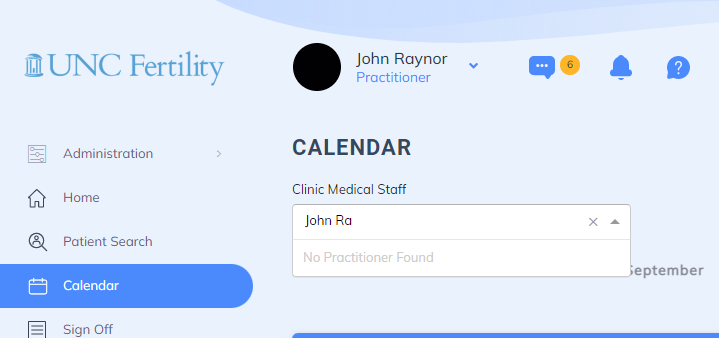 UNC Fertility
John Raynor
Practitioner
6
Administration
Home
Patient Search
Calendar
Sign Off
CALENDAR
Clinic Medical Staff
John Ra
No Practitioner Found
September